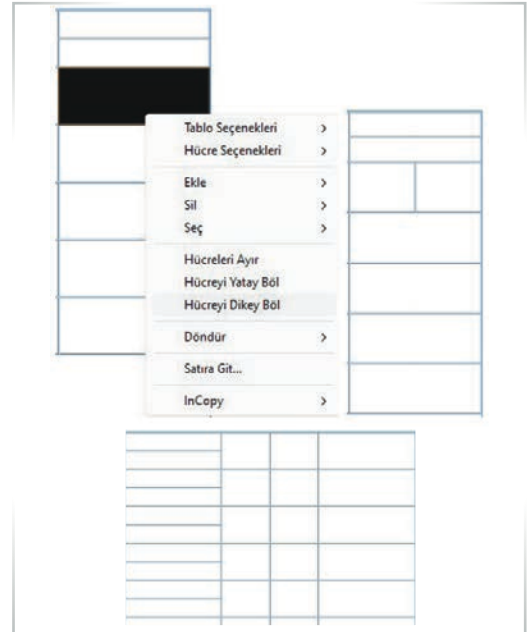 Tablo Seçenekleri
Hücre Seçenekleri
Ekle
Sil
Seç
Hücreleri Ayır
Hücreyi Yatay Böl
Hücreyi Dikey Böl
Döndür
Satıra Git...
InCopy